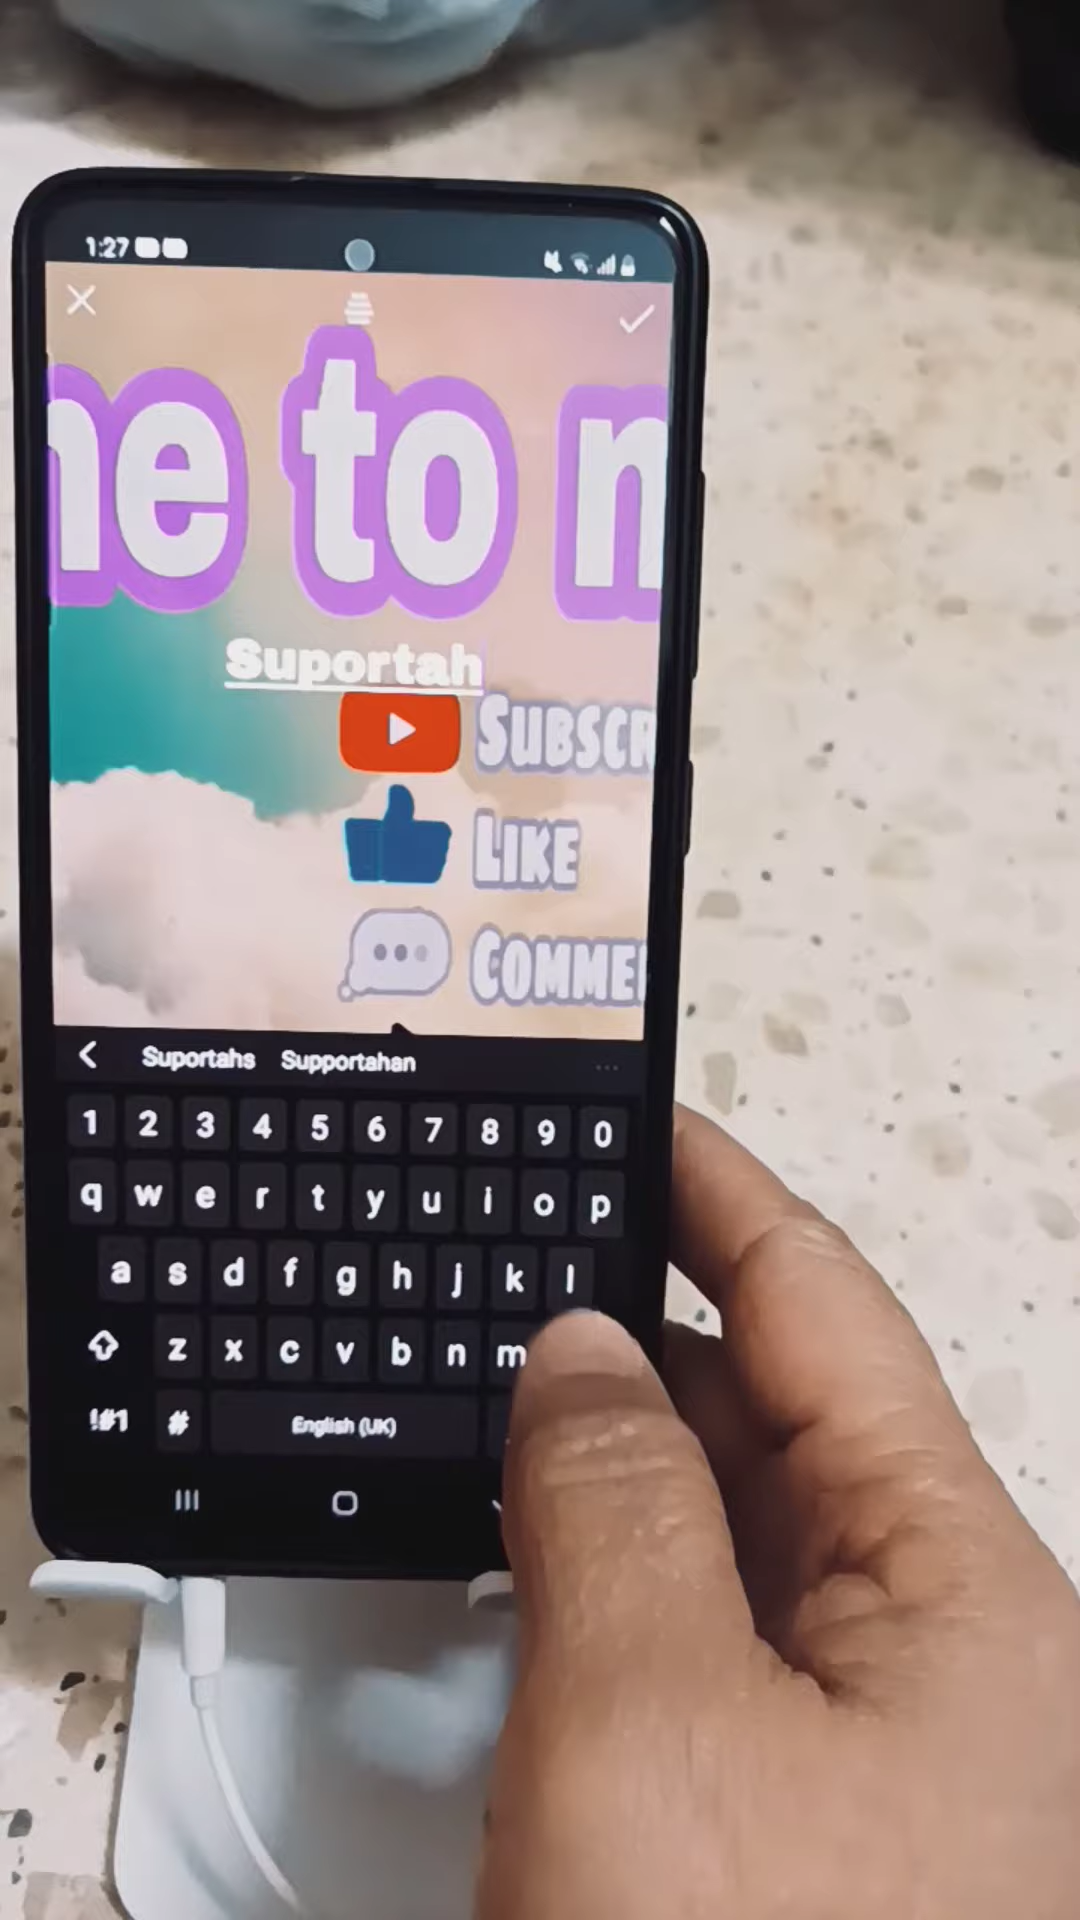 1:27
ne to m
Suportah
SUBSCR
LIKE
COMME
Suportahs Supportahan
1 2 3 4 5 6 7 8 9 0
q w e r t y u i o p
a s d f g h j k l
z x c v b n m
!#1 # English (UK)